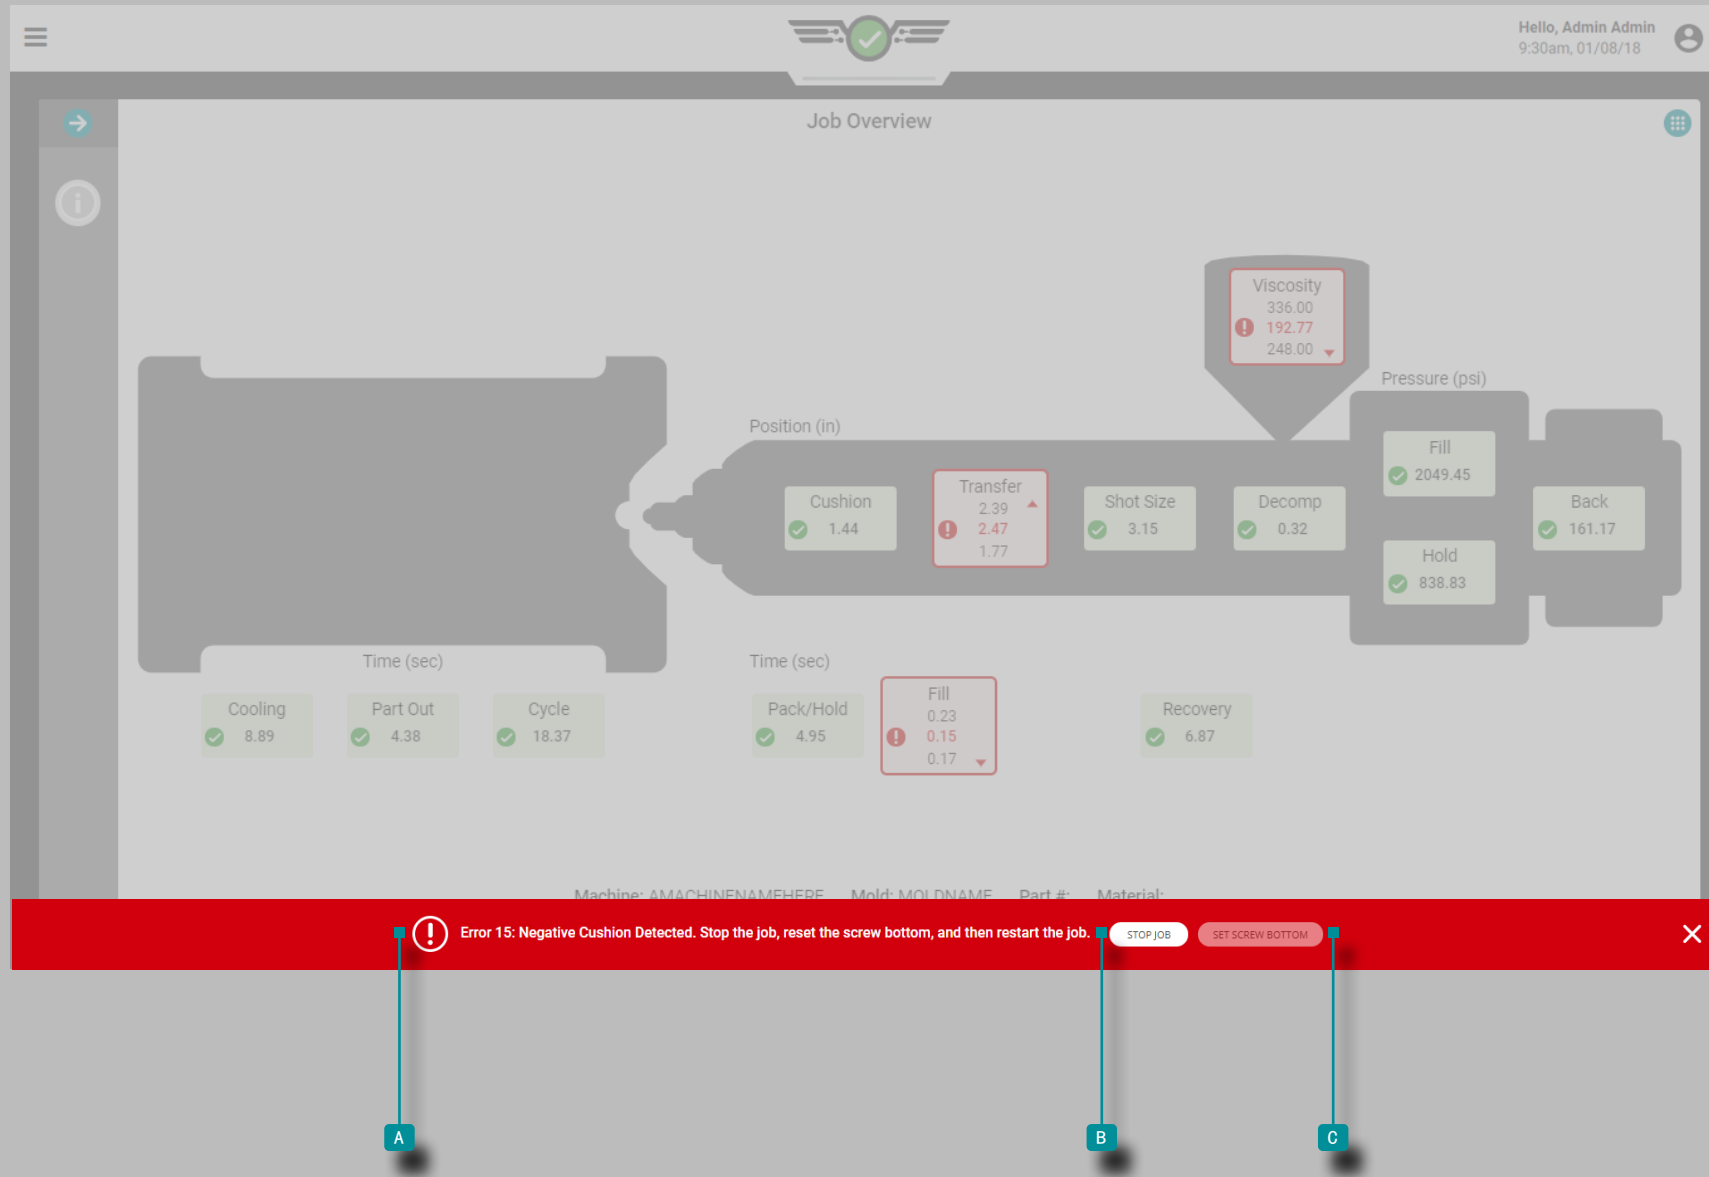 Hello, Admin Admin
9:30am, 01/08/18
Job Overview
Viscosity
336.00
192.77
248.00
Pressure (psi)
Position (in)
Fill
2049.45
Cushion
1.44
Transfer
2.39
2.47
1.77
Shot Size
3.15
Decomp
0.32
Back
161.17
Hold
838.83
Time (sec)
Time (sec)
Cooling
8.89
Part Out
4.38
Cycle
18.37
Pack/Hold
4.95
Fill
0.23
0.15
0.17
Recovery
6.87
Machine: AMACHINENAMEHERE Mold: MOLDNAME Part #: Material:
Error 15: Negative Cushion Detected. Stop the job, reset the screw bottom, and then restart the job.
STOP JOB
SET SCREW BOTTOM
A
B
C